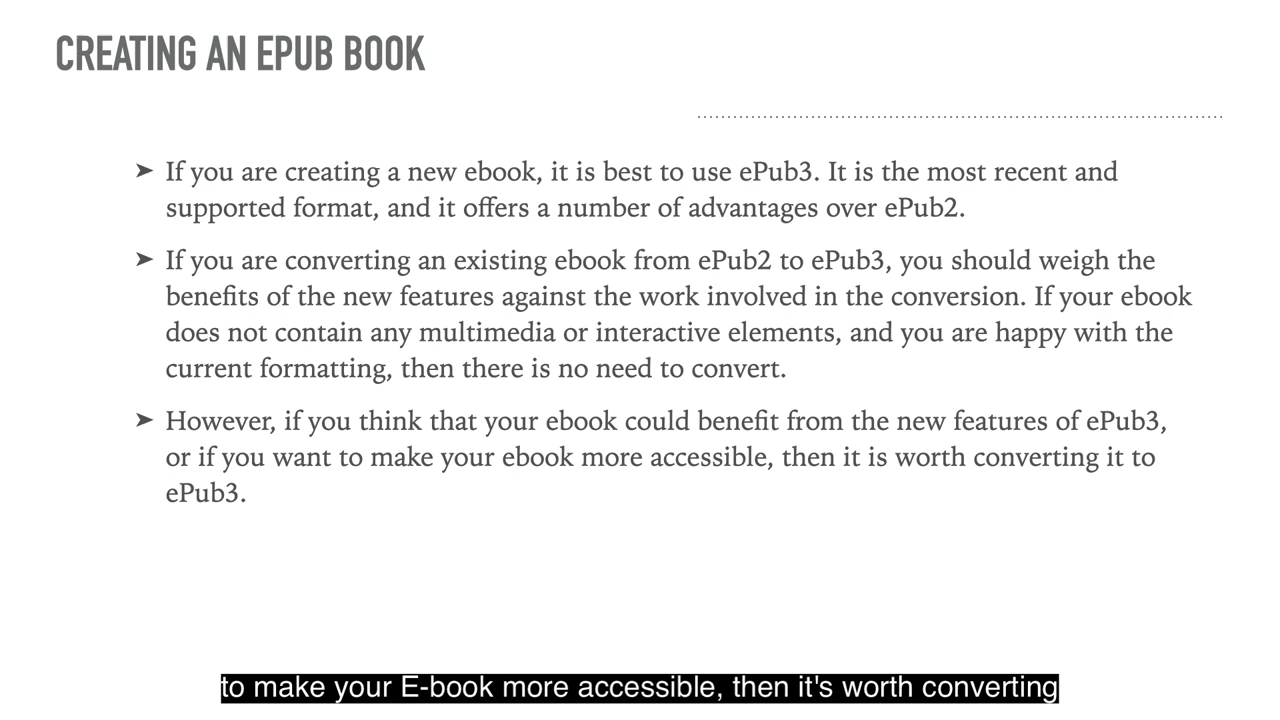 CREATING AN EPUB BOOK
➤ If you are creating a new ebook, it is best to use ePub3. It is the most recent and
supported format, and it offers a number of advantages over ePub2.
➤ If you are converting an existing ebook from ePub2 to ePub3, you should weigh the
benefits of the new features against the work involved in the conversion. If your ebook
does not contain any multimedia or interactive elements, and you are happy with the
current formatting, then there is no need to convert.
➤ However, if you think that your ebook could benefit from the new features of ePub3,
or if you want to make your ebook more accessible, then it is worth converting it to
ePub3.
to make your E-book more accessible, then it's worth converting